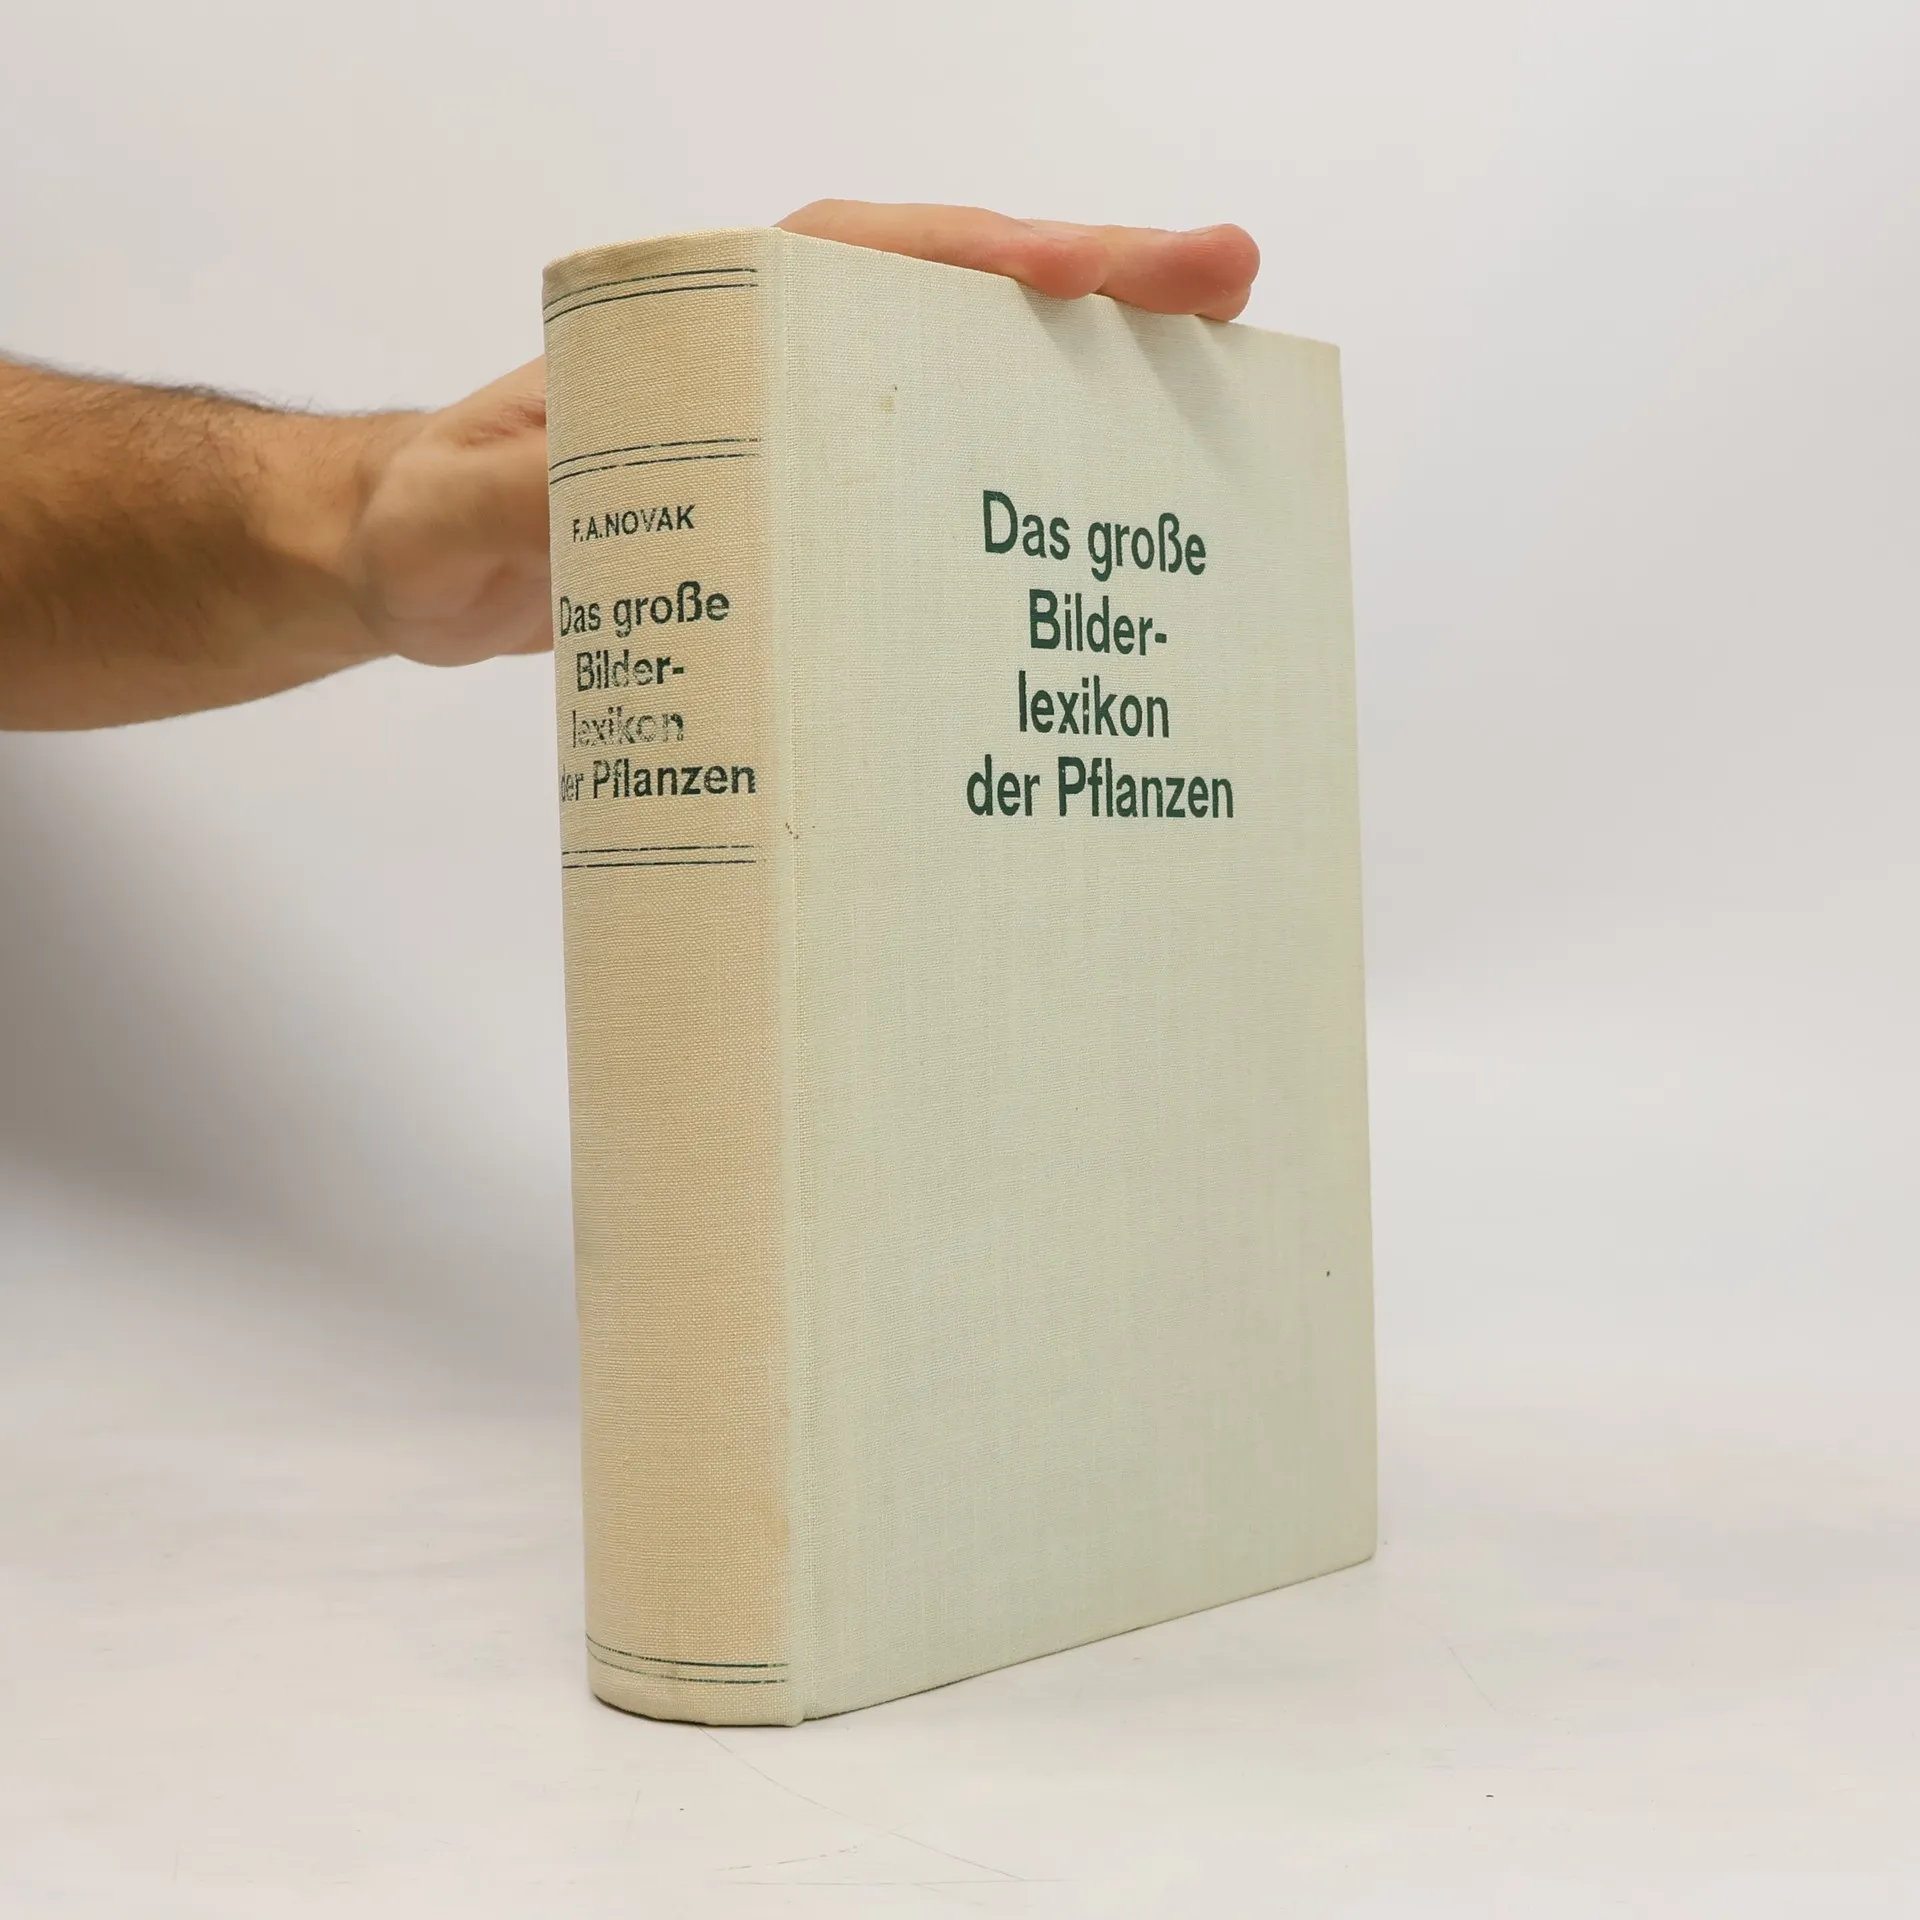 F. A. NOVAK
Das große
Bilder-
lexikon
der Pflanzen
Das große
Bilder-
lexikon
der Pflanzen